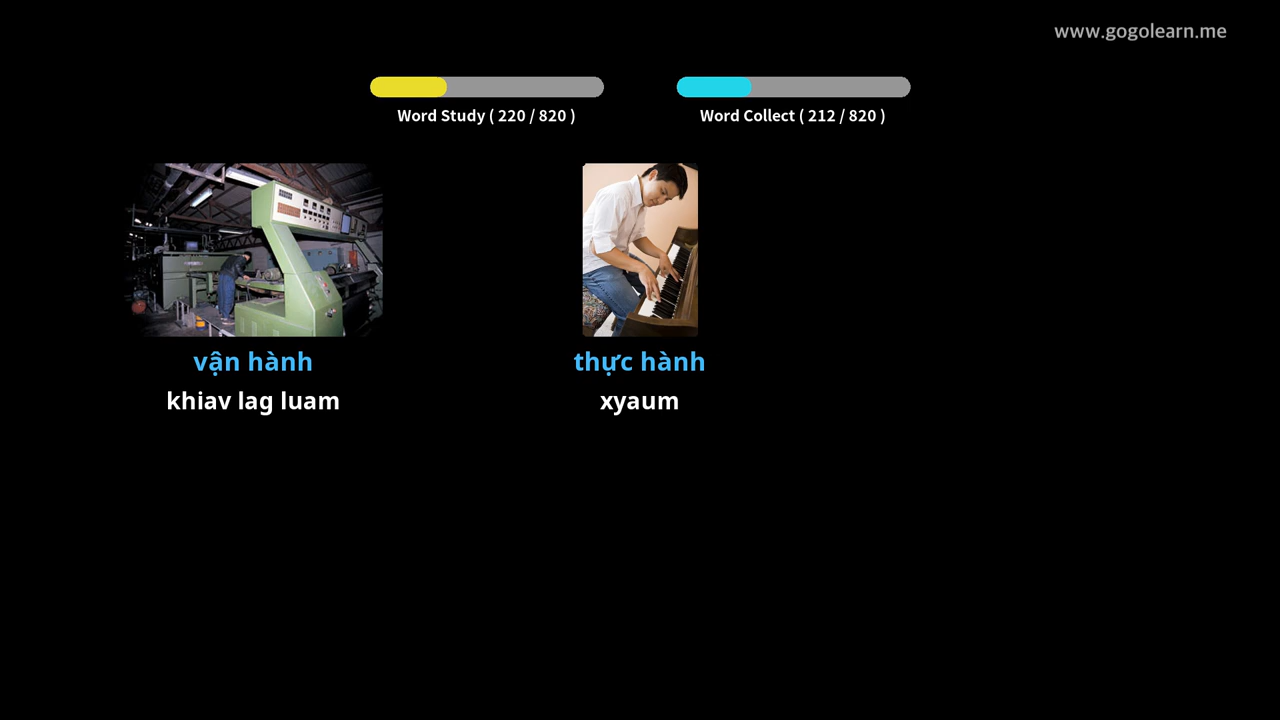 www.gogolearn.me
Word Study ( 220 / 820 )
Word Collect ( 212 / 820 )
vận hành
khiav lag luam
thực hành
xyaum